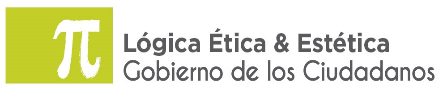 π
Lógica Ética & Estética
Gobierno de los Ciudadanos